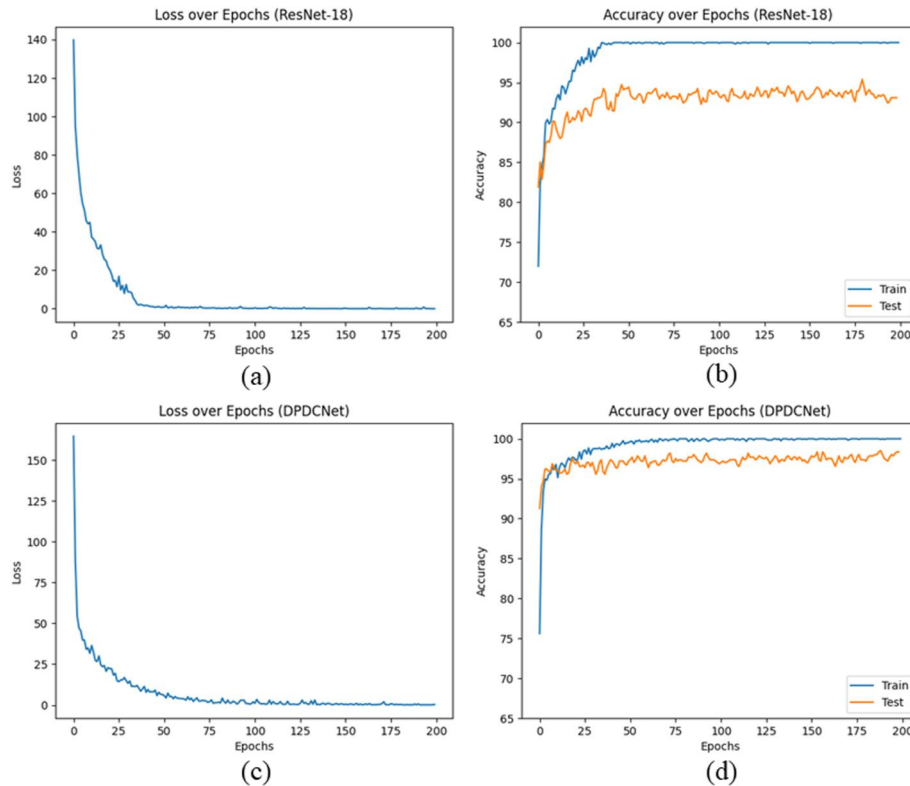 Loss over Epochs (ResNet-18)
140
120
100
80
60
40
20
0
Loss
0 25 50 75 100 125 150 175 200
Epochs
(a)
Accuracy over Epochs (ResNet-18)
100
95
90
85
80
75
70
65
Accuracy
Train
Test
0 25 50 75 100 125 150 175 200
Epochs
(b)
Loss over Epochs (DPDCNet)
150
125
100
75
50
25
0
Loss
0 25 50 75 100 125 150 175 200
Epochs
(c)
Accuracy over Epochs (DPDCNet)
100
95
90
85
80
75
70
65
Accuracy
Train
Test
0 25 50 75 100 125 150 175 200
Epochs
(d)